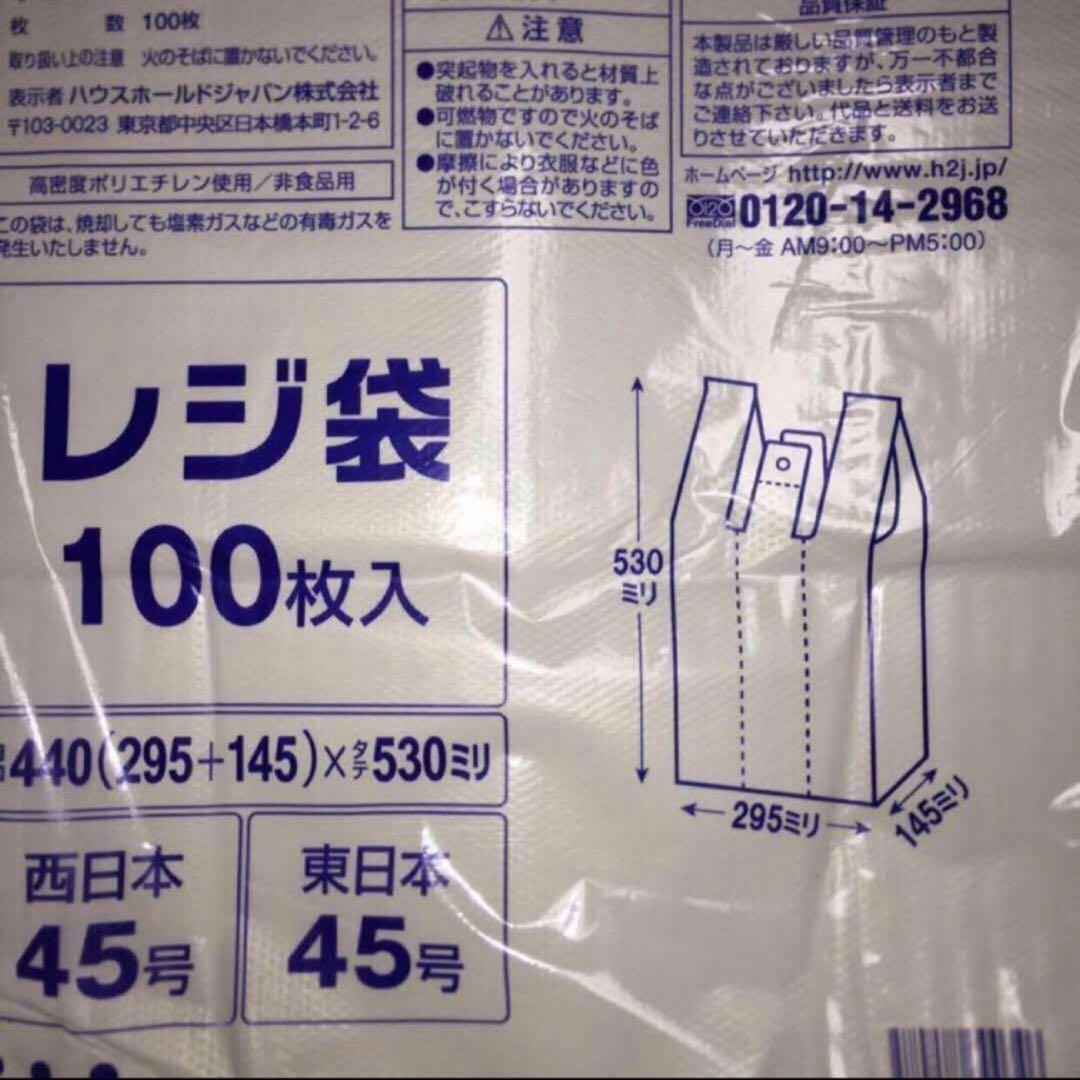 枚 数 100枚
取り扱い上の注意 火のそばに置かないでください。
表示者 ハウスホールドジャパン株式会社
〒103-0023 東京都中央区日本橋本町1-2-6
高密度ポリエチレン使用/非食品用
この袋は、焼却しても塩素ガスなどの有毒ガスを
発生いたしません。
⚠注意
●突起物を入れると材質上
破れることがあります。
●可燃物ですので火のそば
に置かないでください。
●摩擦により衣服などに色
が付く場合がありますの
で、こすらないでください。
品質保証
本製品は厳しい品質管理のもと製
造されておりますが、万一不都合
な点がございましたら表示者まで
ご連絡下さい。代品と送料をお送
りさせていただきます。
ホームページ http://www.h2j.jp/
FreeDial 0120-14-2968
(月~金 AM9:00~PM5:00)
レジ袋
100枚入
440(295+145)×タテ530ミリ
西日本
45号
東日本
45号
530
ミリ
295ミリ
145ミリ